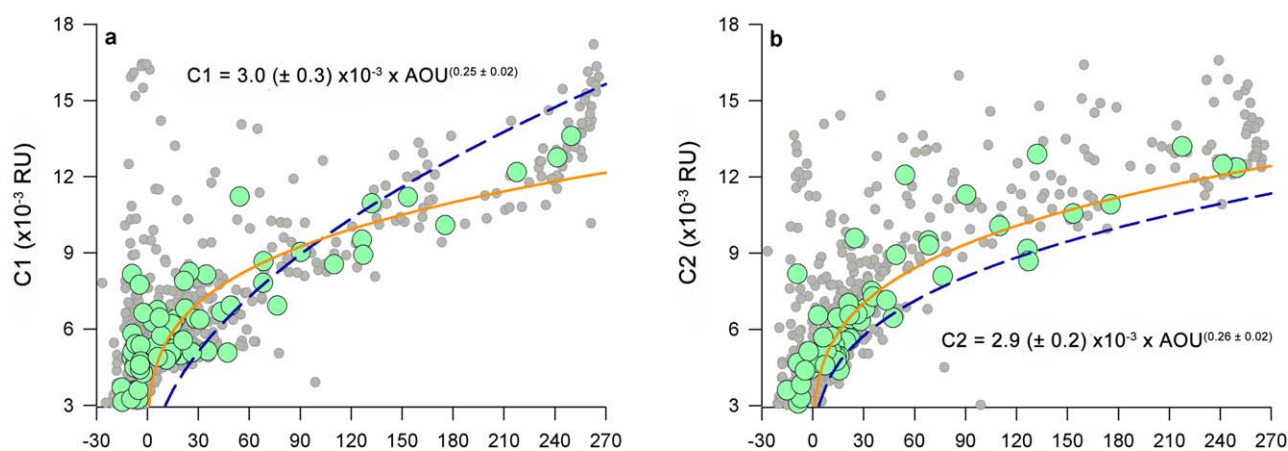 a
C1 = 3.0 (± 0.3) x10⁻³ x AOU⁽⁰·²⁵ ± ⁰·⁰²⁾
C1 (x10⁻³ RU)
18
15
12
9
6
3
-30 0 30 60 90 120 150 180 210 240 270
b
C2 = 2.9 (± 0.2) x10⁻³ x AOU⁽⁰·²⁶ ± ⁰·⁰²⁾
C2 (x10⁻³ RU)
18
15
12
9
6
3
-30 0 30 60 90 120 150 180 210 240 270